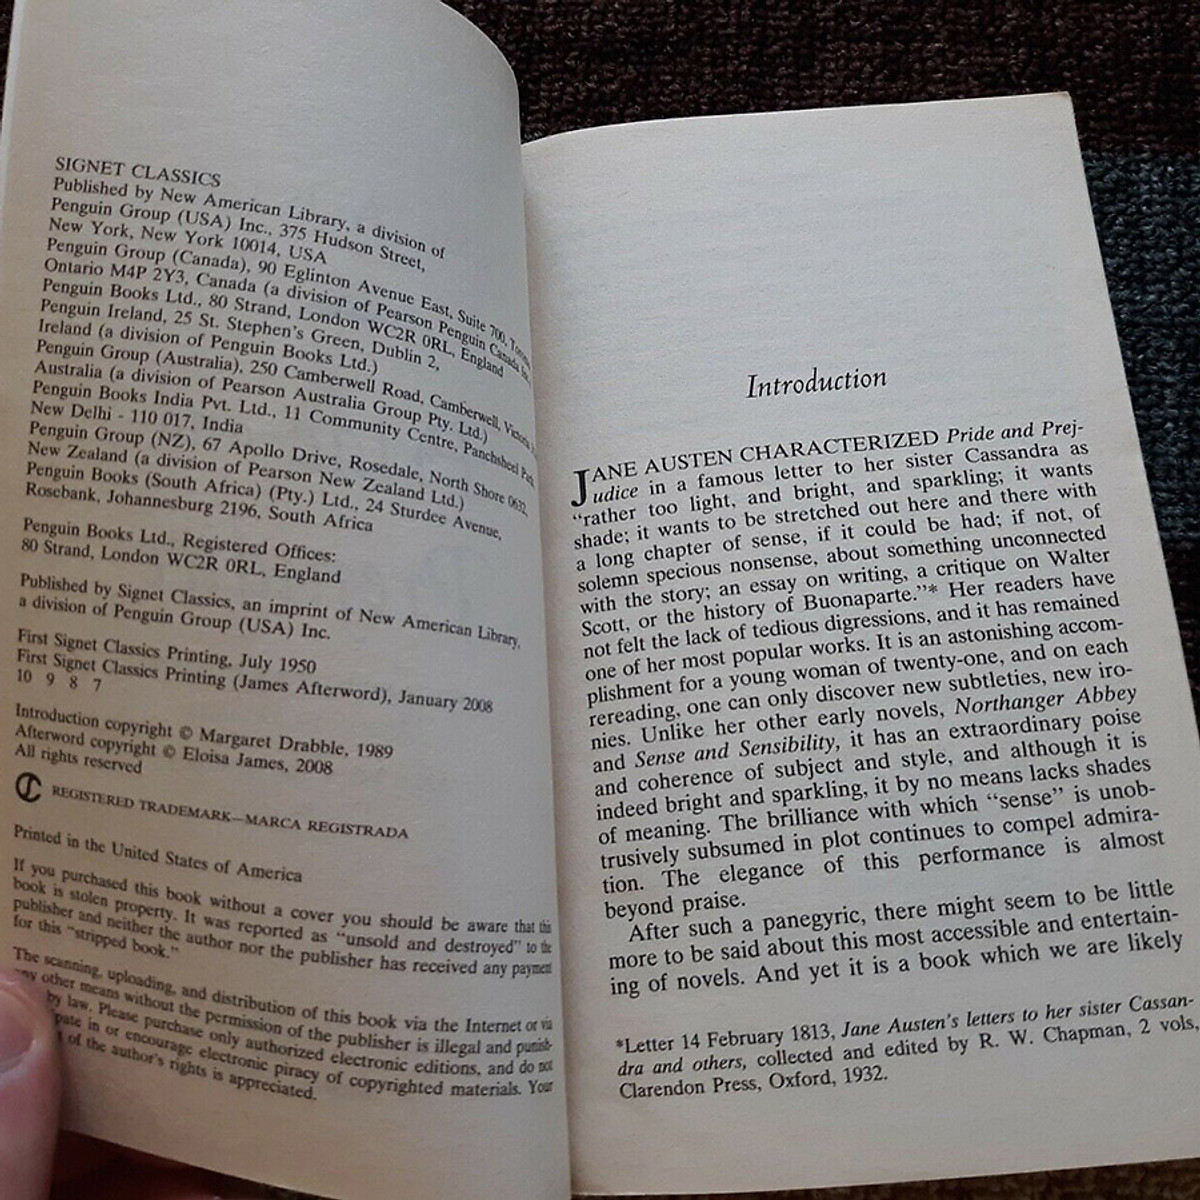 SIGNET CLASSICS
Published by New American Library, a division of
Penguin Group (USA) Inc., 375 Hudson Street,
New York, New York 10014, USA
Penguin Group (Canada), 90 Eglinton Avenue East, Suite 700,
Ontario M4P 2Y3, Canada (a division of Pearson Penguin Canada Inc.
Penguin Books Ltd., 80 Strand, London WC2R 0RL, England
Penguin Ireland, 25 St. Stephen's Green, Dublin 2,
Ireland (a division of Penguin Books Ltd.)
Penguin Group (Australia), 250 Camberwell Road, Camberwell, Victoria
Australia (a division of Pearson Australia Group Pty. Ltd.)
Penguin Books India Pvt. Ltd., 11 Community Centre, Panchsheel Park,
New Delhi - 110 017, India
Penguin Group (NZ), 67 Apollo Drive, Rosedale, North Shore 0632,
New Zealand (a division of Pearson New Zealand Ltd.)
Penguin Books (South Africa) (Pty.) Ltd., 24 Sturdee Avenue,
Rosebank, Johannesburg 2196, South Africa
Penguin Books Ltd., Registered Offices:
80 Strand, London WC2R 0RL, England
Published by Signet Classics, an imprint of New American Library,
a division of Penguin Group (USA) Inc.
First Signet Classics Printing, July 1950
First Signet Classics Printing (James Afterword), January 2008
10 9 8 7
Introduction copyright © Margaret Drabble, 1989
Afterword copyright © Eloisa James, 2008
All rights reserved
REGISTERED TRADEMARK—MARCA REGISTRADA
Printed in the United States of America
If you purchased this book without a cover you should be aware that this
book is stolen property. It was reported as "unsold and destroyed" to the
publisher and neither the author nor the publisher has received any payment
for this "stripped book."
The scanning, uploading, and distribution of this book via the Internet or via
any other means without the permission of the publisher is illegal and punish-
by law. Please purchase only authorized electronic editions, and do not
pate in or encourage electronic piracy of copyrighted materials. Your
of the author's rights is appreciated.
Introduction
JANE AUSTEN CHARACTERIZED Pride and Prej-
udice in a famous letter to her sister Cassandra as
"rather too light, and bright, and sparkling; it wants
shade; it wants to be stretched out here and there with
a long chapter of sense, if it could be had; if not, of
solemn specious nonsense, about something unconnected
with the story; an essay on writing, a critique on Walter
Scott, or the history of Buonaparte."* Her readers have
not felt the lack of tedious digressions, and it has remained
one of her most popular works. It is an astonishing accom-
plishment for a young woman of twenty-one, and on each
rereading, one can only discover new subtleties, new iro-
nies. Unlike her other early novels, Northanger Abbey
and Sense and Sensibility, it has an extraordinary poise
and coherence of subject and style, and although it is
indeed bright and sparkling, it by no means lacks shades
of meaning. The brilliance with which "sense" is unob-
trusively subsumed in plot continues to compel admira-
tion. The elegance of this performance is almost
beyond praise.
After such a panegyric, there might seem to be little
more to be said about this most accessible and entertain-
ing of novels. And yet it is a book which we are likely
*Letter 14 February 1813, Jane Austen's letters to her sister Cassan-
dra and others, collected and edited by R. W. Chapman, 2 vols,
Clarendon Press, Oxford, 1932.